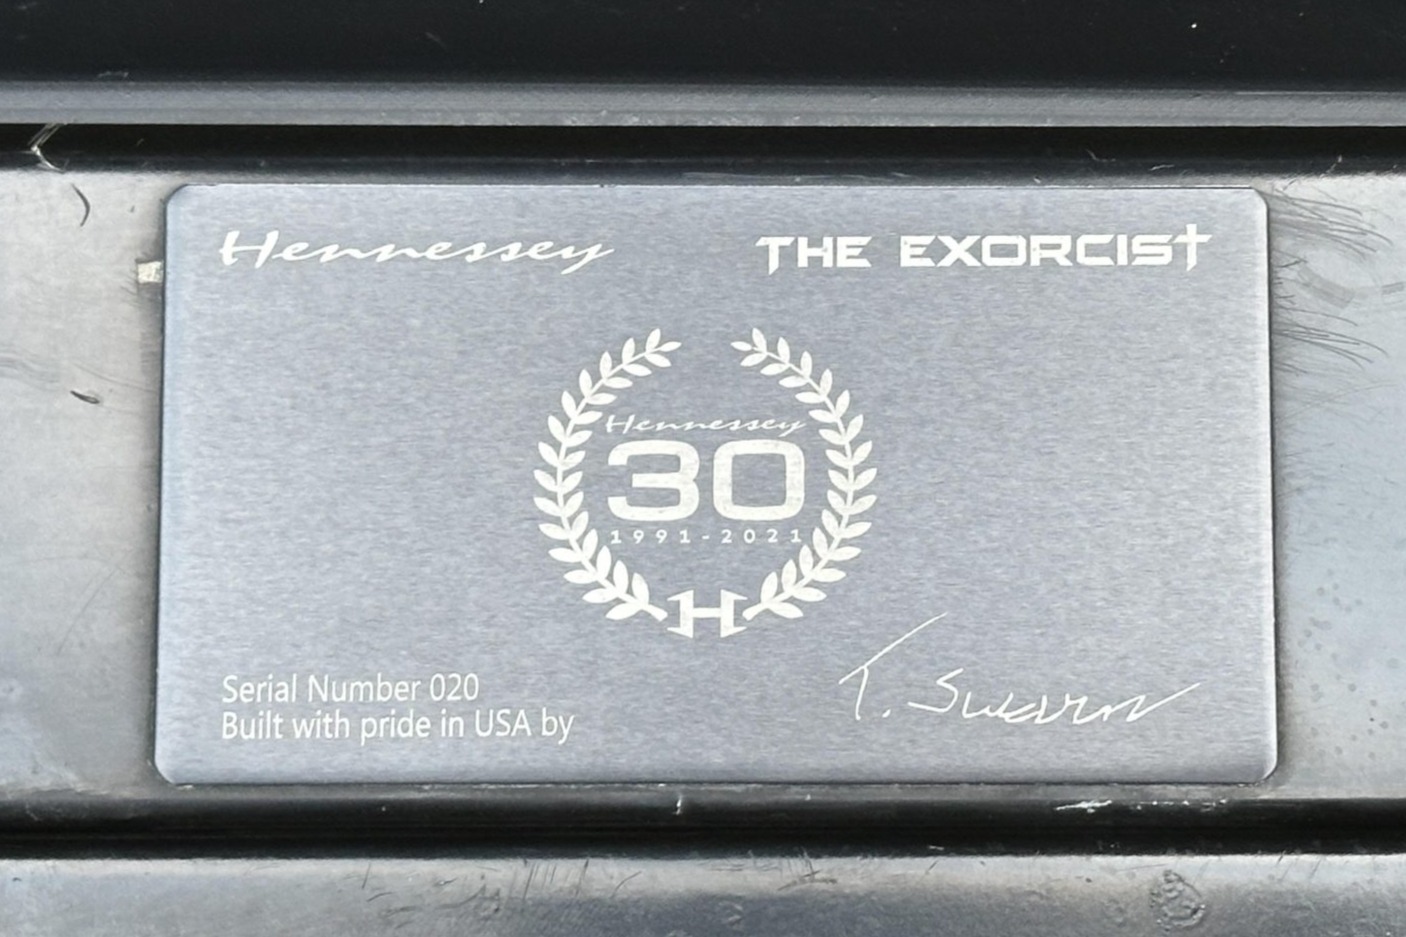 Hennessey THE EXORCIST
Hennessey
30
1991-2021
H
Serial Number 020
Built with pride in USA by
T.